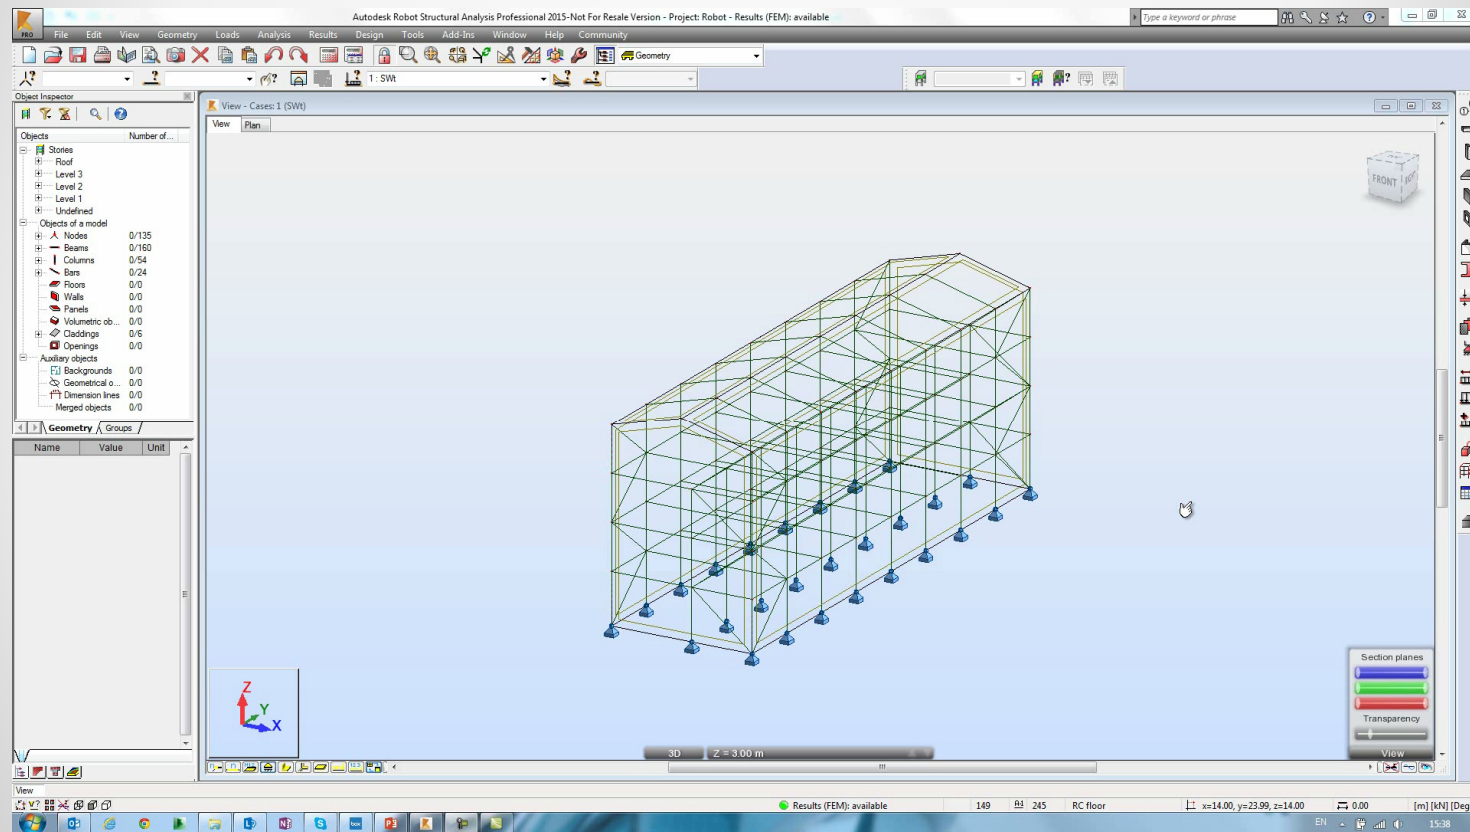 Autodesk Robot Structural Analysis Professional 2015-Not For Resale Version - Project: Robot - Results (FEM): available
Type a keyword or phrase
PRO File Edit View Geometry Loads Analysis Results Design Tools Add-Ins Window Help Community
Geometry
1 : SWt
Object Inspector
View - Cases: 1 (SWt)
View Plan
Objects Number of...
Stories
Roof
Level 3
Level 2
Level 1
Undefined
Objects of a model
Nodes 0/135
Beams 0/160
Columns 0/54
Bars 0/24
Floors 0/0
Walls 0/0
Panels 0/0
Volumetric ob... 0/0
Claddings 0/6
Openings 0/0
Auxiliary objects
Backgrounds 0/0
Geometrical o... 0/0
Dimension lines 0/0
Merged objects 0/0
Geometry Groups
Name Value Unit
FRONT
Z
Y
X
Section planes
Transparency
View
3D Z = 3.00 m
View
Results (FEM): available 149 245 RC floor x=14.00, y=23.99, z=14.00 0.00 [m] [kN] [Deg
EN 15:38